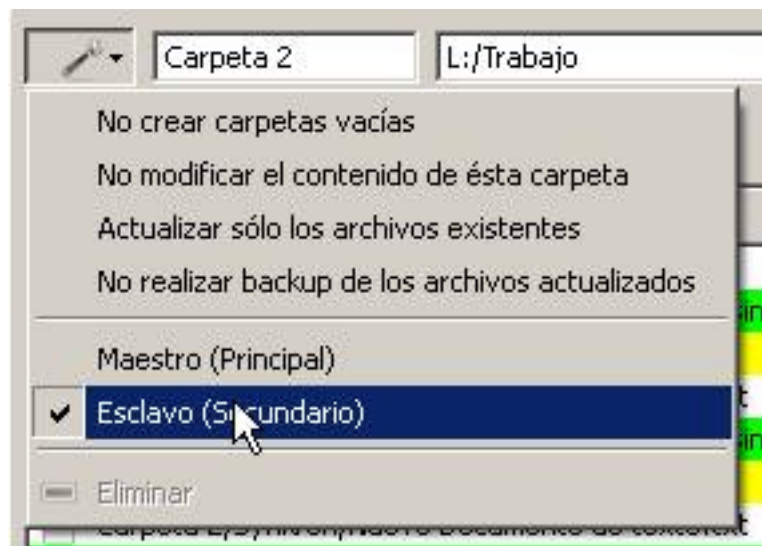 Carpeta 2
L:/Trabajo
No crear carpetas vacías
No modificar el contenido de ésta carpeta
Actualizar sólo los archivos existentes
No realizar backup de los archivos actualizados
Maestro (Principal)
Esclavo (Secundario)
Eliminar